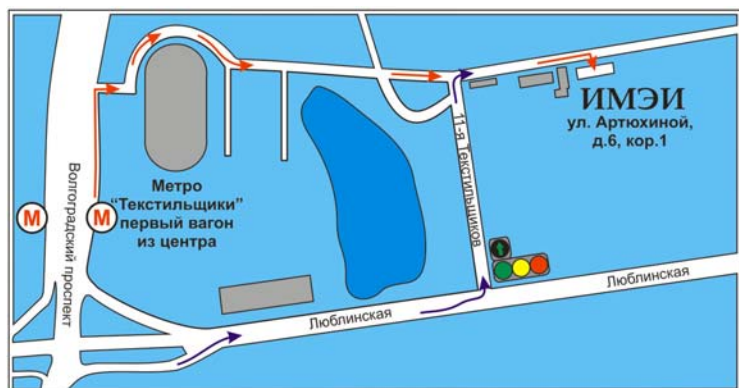 ИМЭИ
ул. Артюхиной,
д.6, кор.1
11-я Текстильщиков
Волгоградский проспект
М
М
Метро
“Текстильщики”
первый вагон
из центра
Люблинская
Люблинская